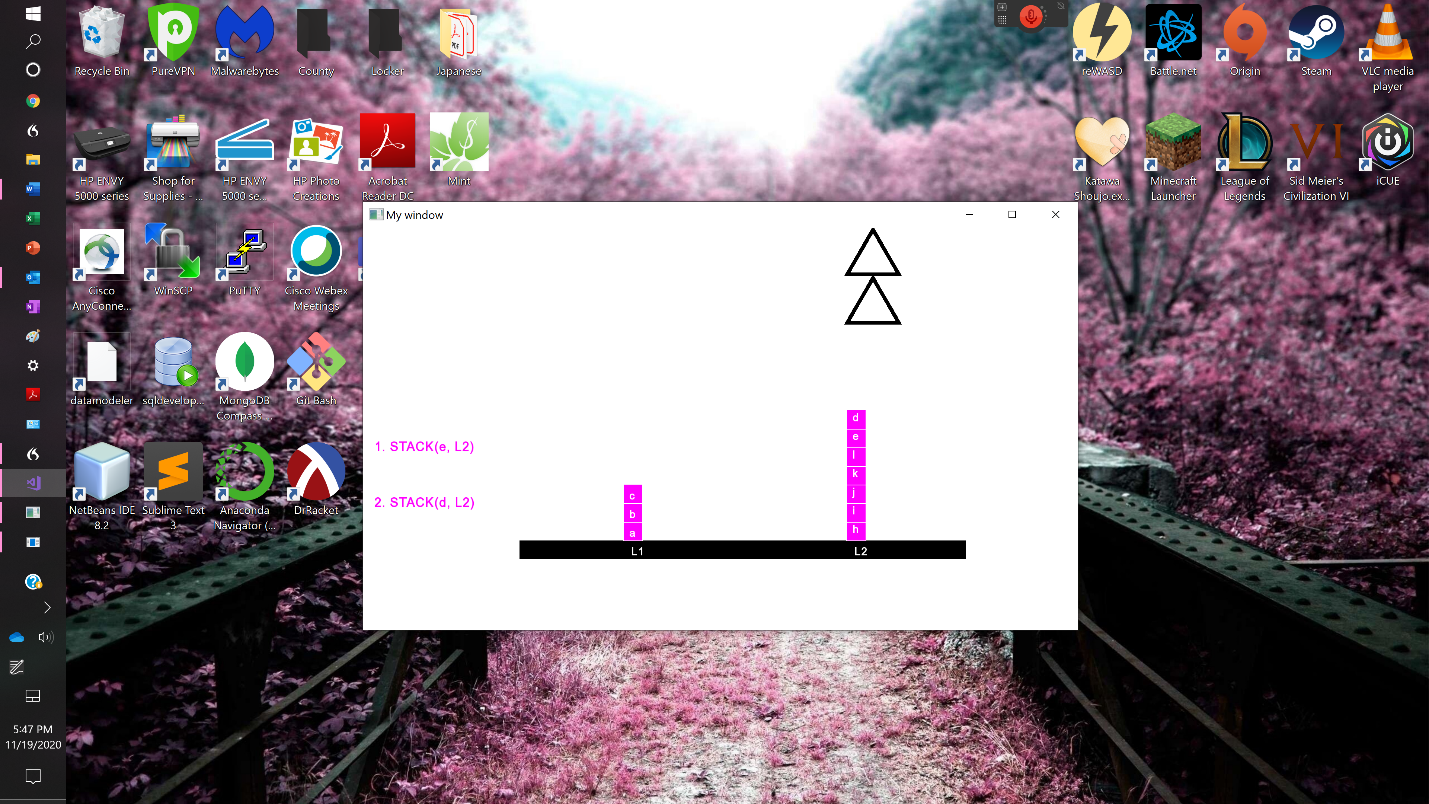 Recycle Bin
PureVPN
Malwarebytes
County
Locker
Japanese
reWASD
Battle.net
Origin
Steam
VLC media
player
HP ENVY
5000 series
Shop for
Supplies - ...
HP ENVY
5000 se...
HP Photo
Creations
Acrobat
Reader DC
Mint
Katawa
Shoujo.ex...
Minecraft
Launcher
League of
Legends
Sid Meier's
Civilization VI
iCUE
My window
Cisco
AnyConne...
WinSCP
PuTTY
Cisco Webex
Meetings
datamodeler
sqldevelop...
MongoDB
Compass ...
Git Bash
NetBeans IDE
8.2
Sublime Text
3
Anaconda
Navigator (...
DrRacket
1. STACK(e, L2)
2. STACK(d, L2)
c
b
a
L1
d
e
l
k
j
I
h
L2
5:47 PM
11/19/2020